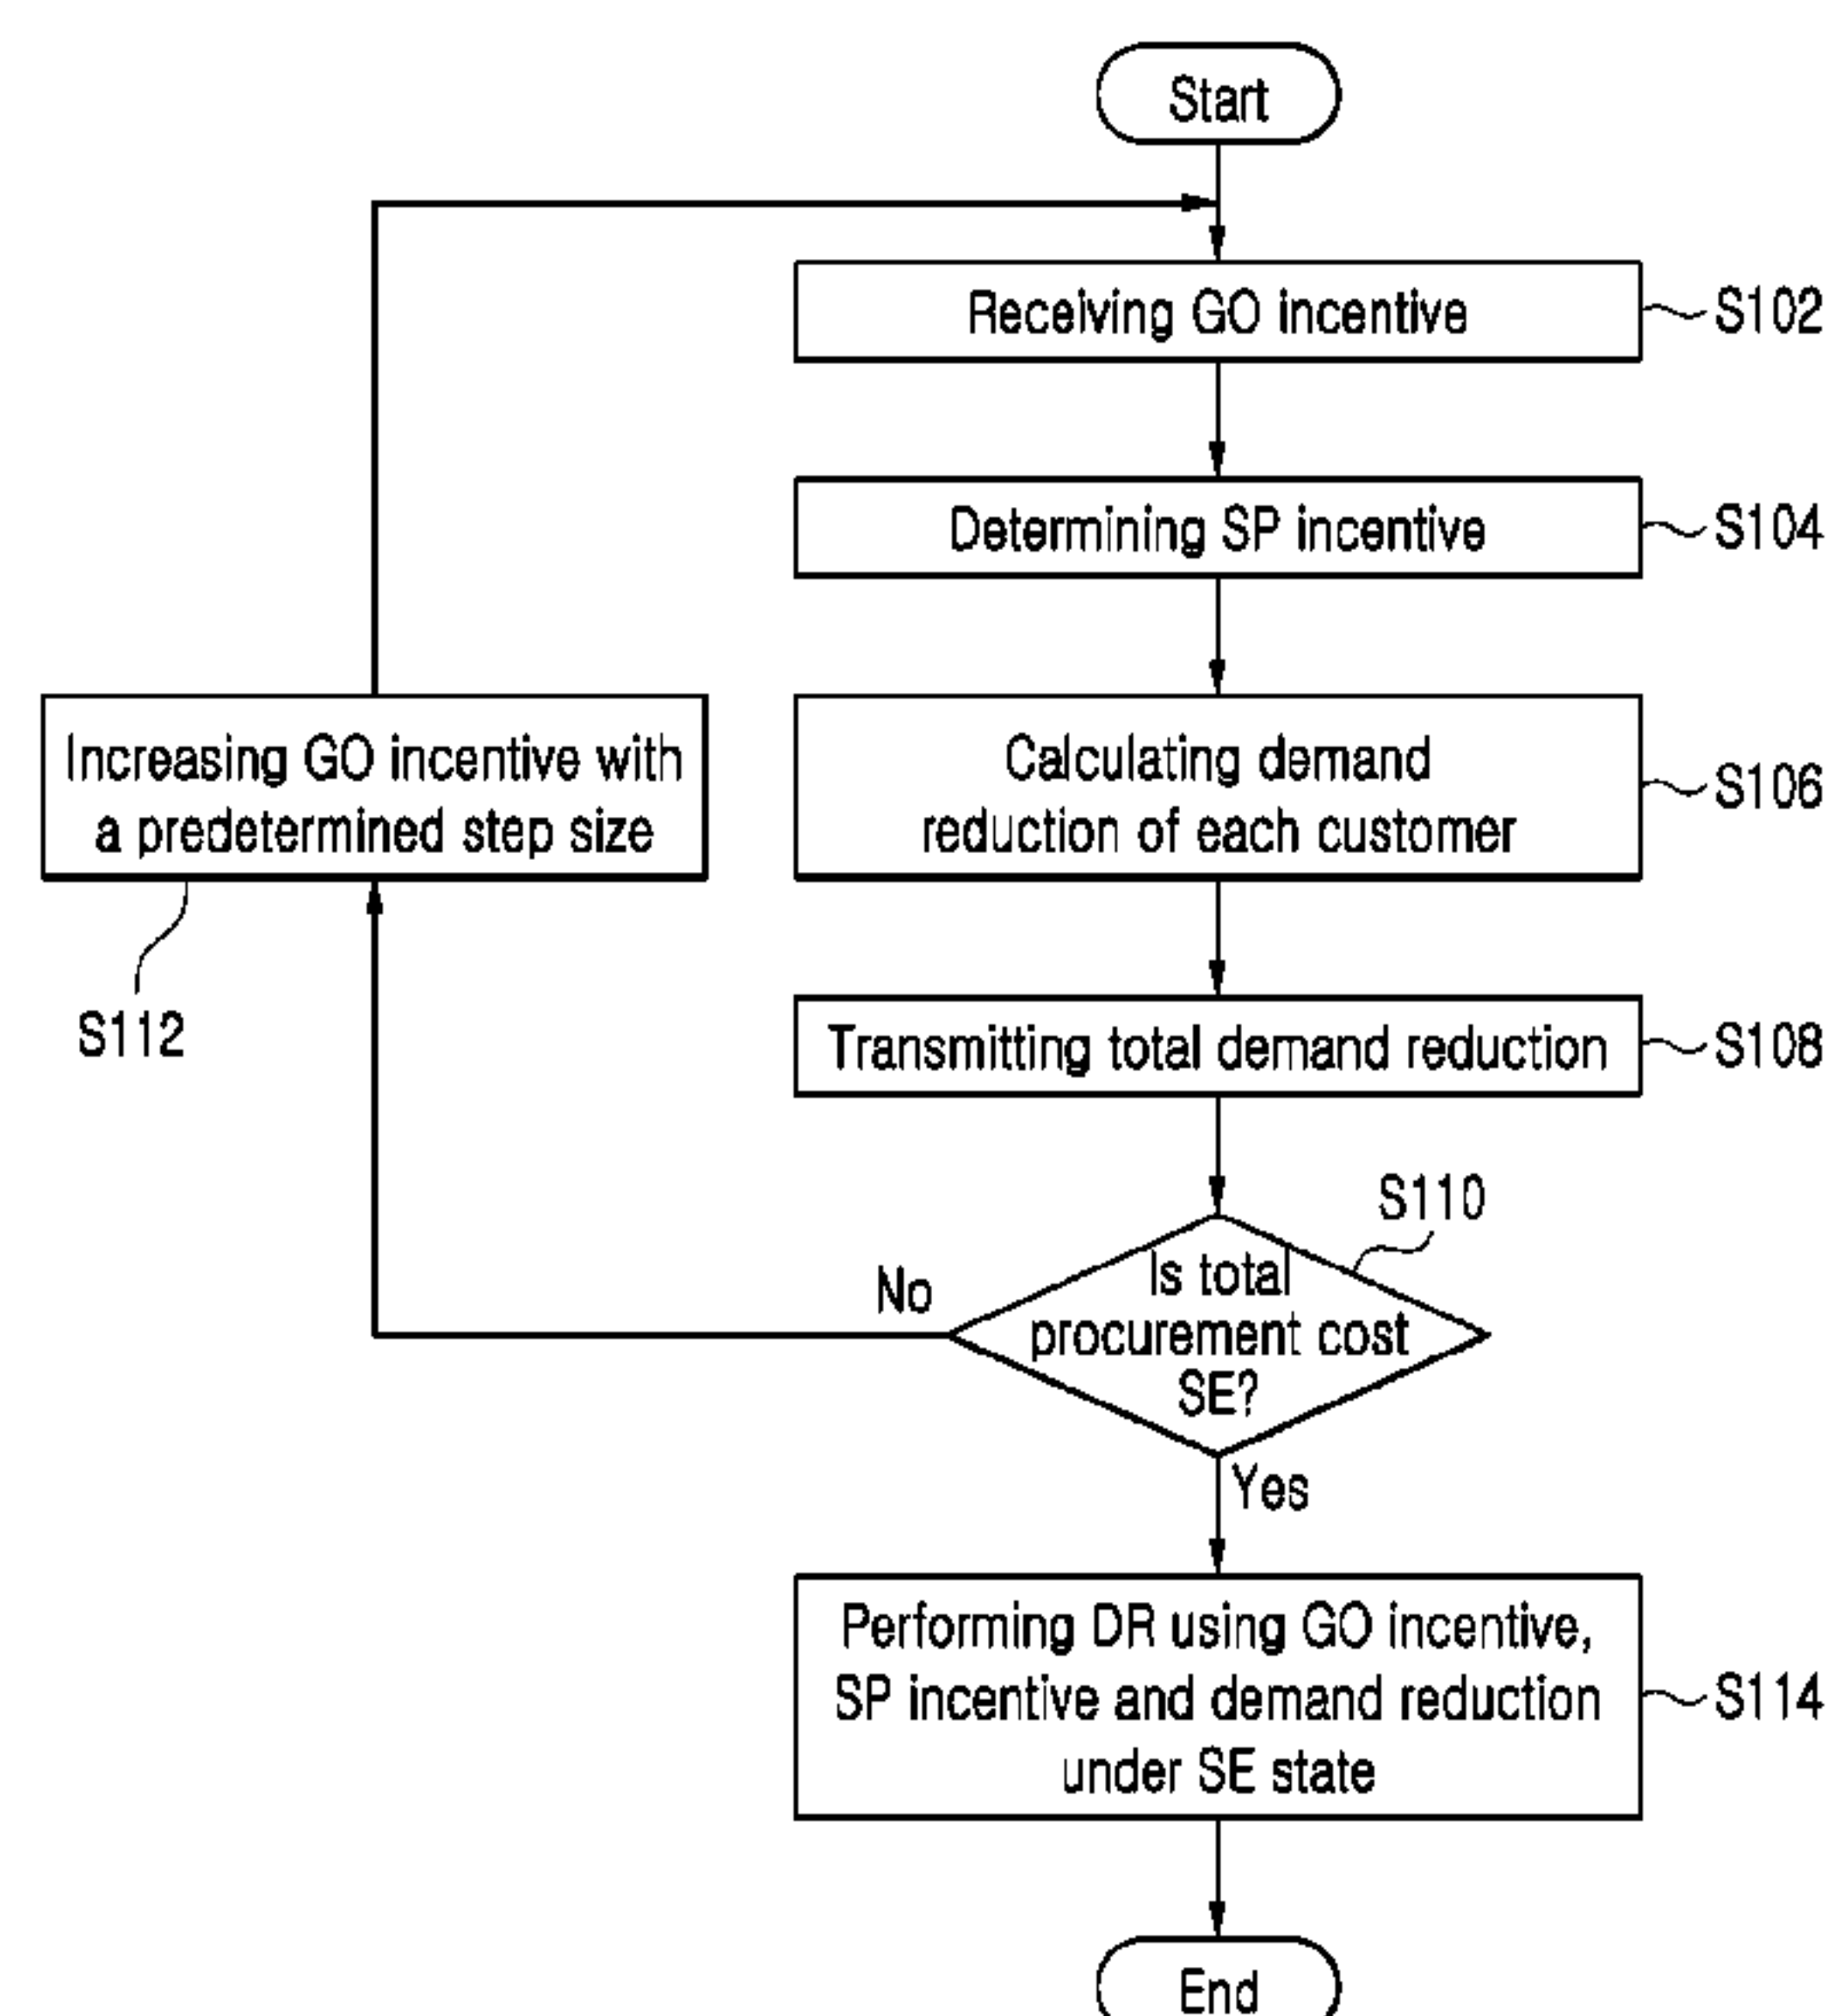 Start
Receiving GO incentive
S102
Determining SP incentive
S104
Increasing GO incentive with
a predetermined step size
S112
Calculating demand
reduction of each customer
S106
Transmitting total demand reduction
S108
S110
Is total
procurement cost
SE?
No
Yes
Performing DR using GO incentive,
SP incentive and demand reduction
under SE state
S114
End